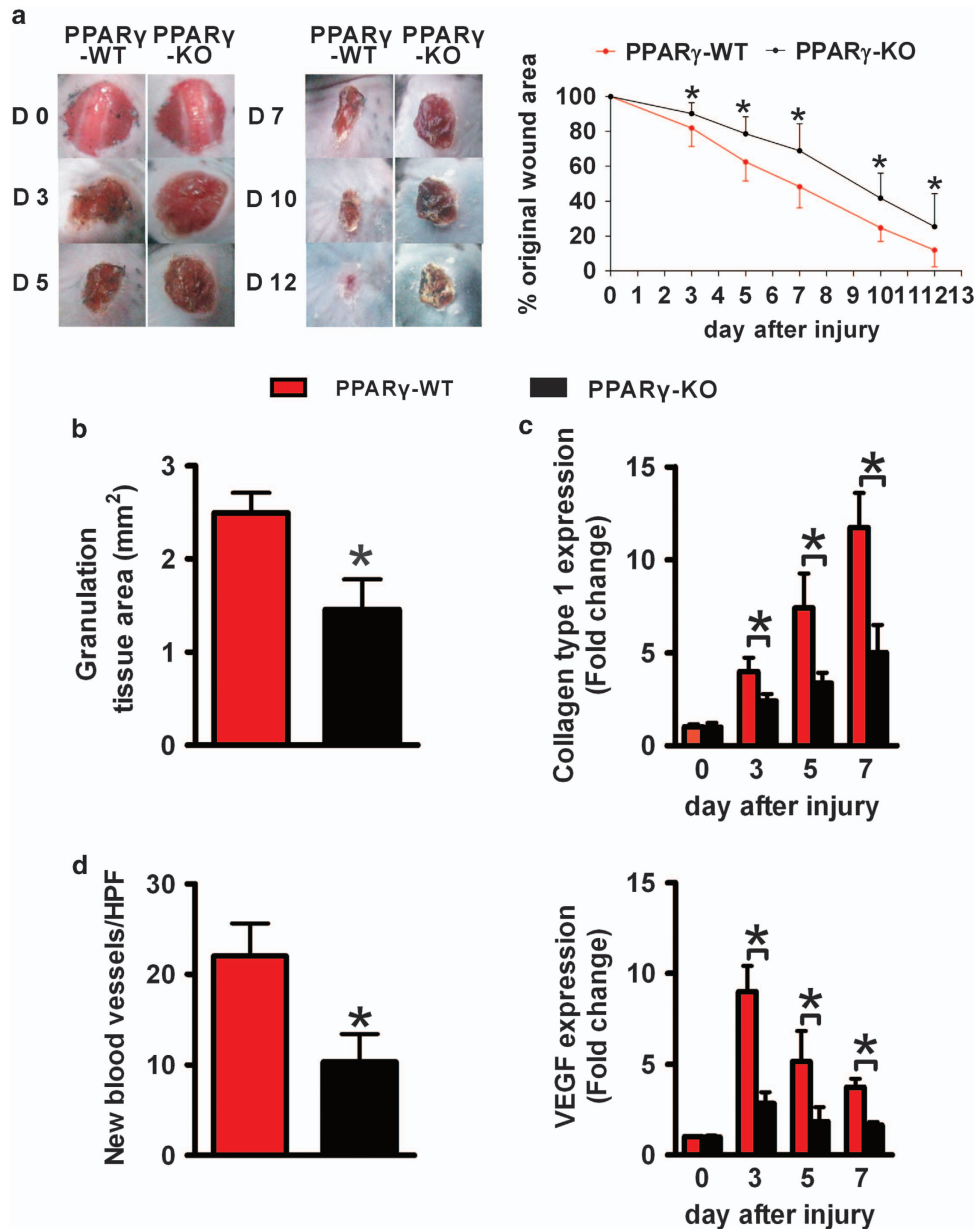 a
PPARγ
-WT
PPARγ
-KO
D 0
D 3
D 5
PPARγ
-WT
PPARγ
-KO
D 7
D 10
D 12
PPARγ-WT
PPARγ-KO
% original wound area
100
80
60
40
20
0
* * * * *
0 1 2 3 4 5 6 7 8 9 10 11 12 13
day after injury
PPARγ-WT
PPARγ-KO
b
Granulation
tissue area (mm²)
3
2
1
0
*
c
Collagen type 1 expression
(Fold change)
15
10
5
0
* * *
0 3 5 7
day after injury
d
New blood vessels/HPF
30
20
10
0
*
VEGF expression
(Fold change)
15
10
5
0
* * *
0 3 5 7
day after injury